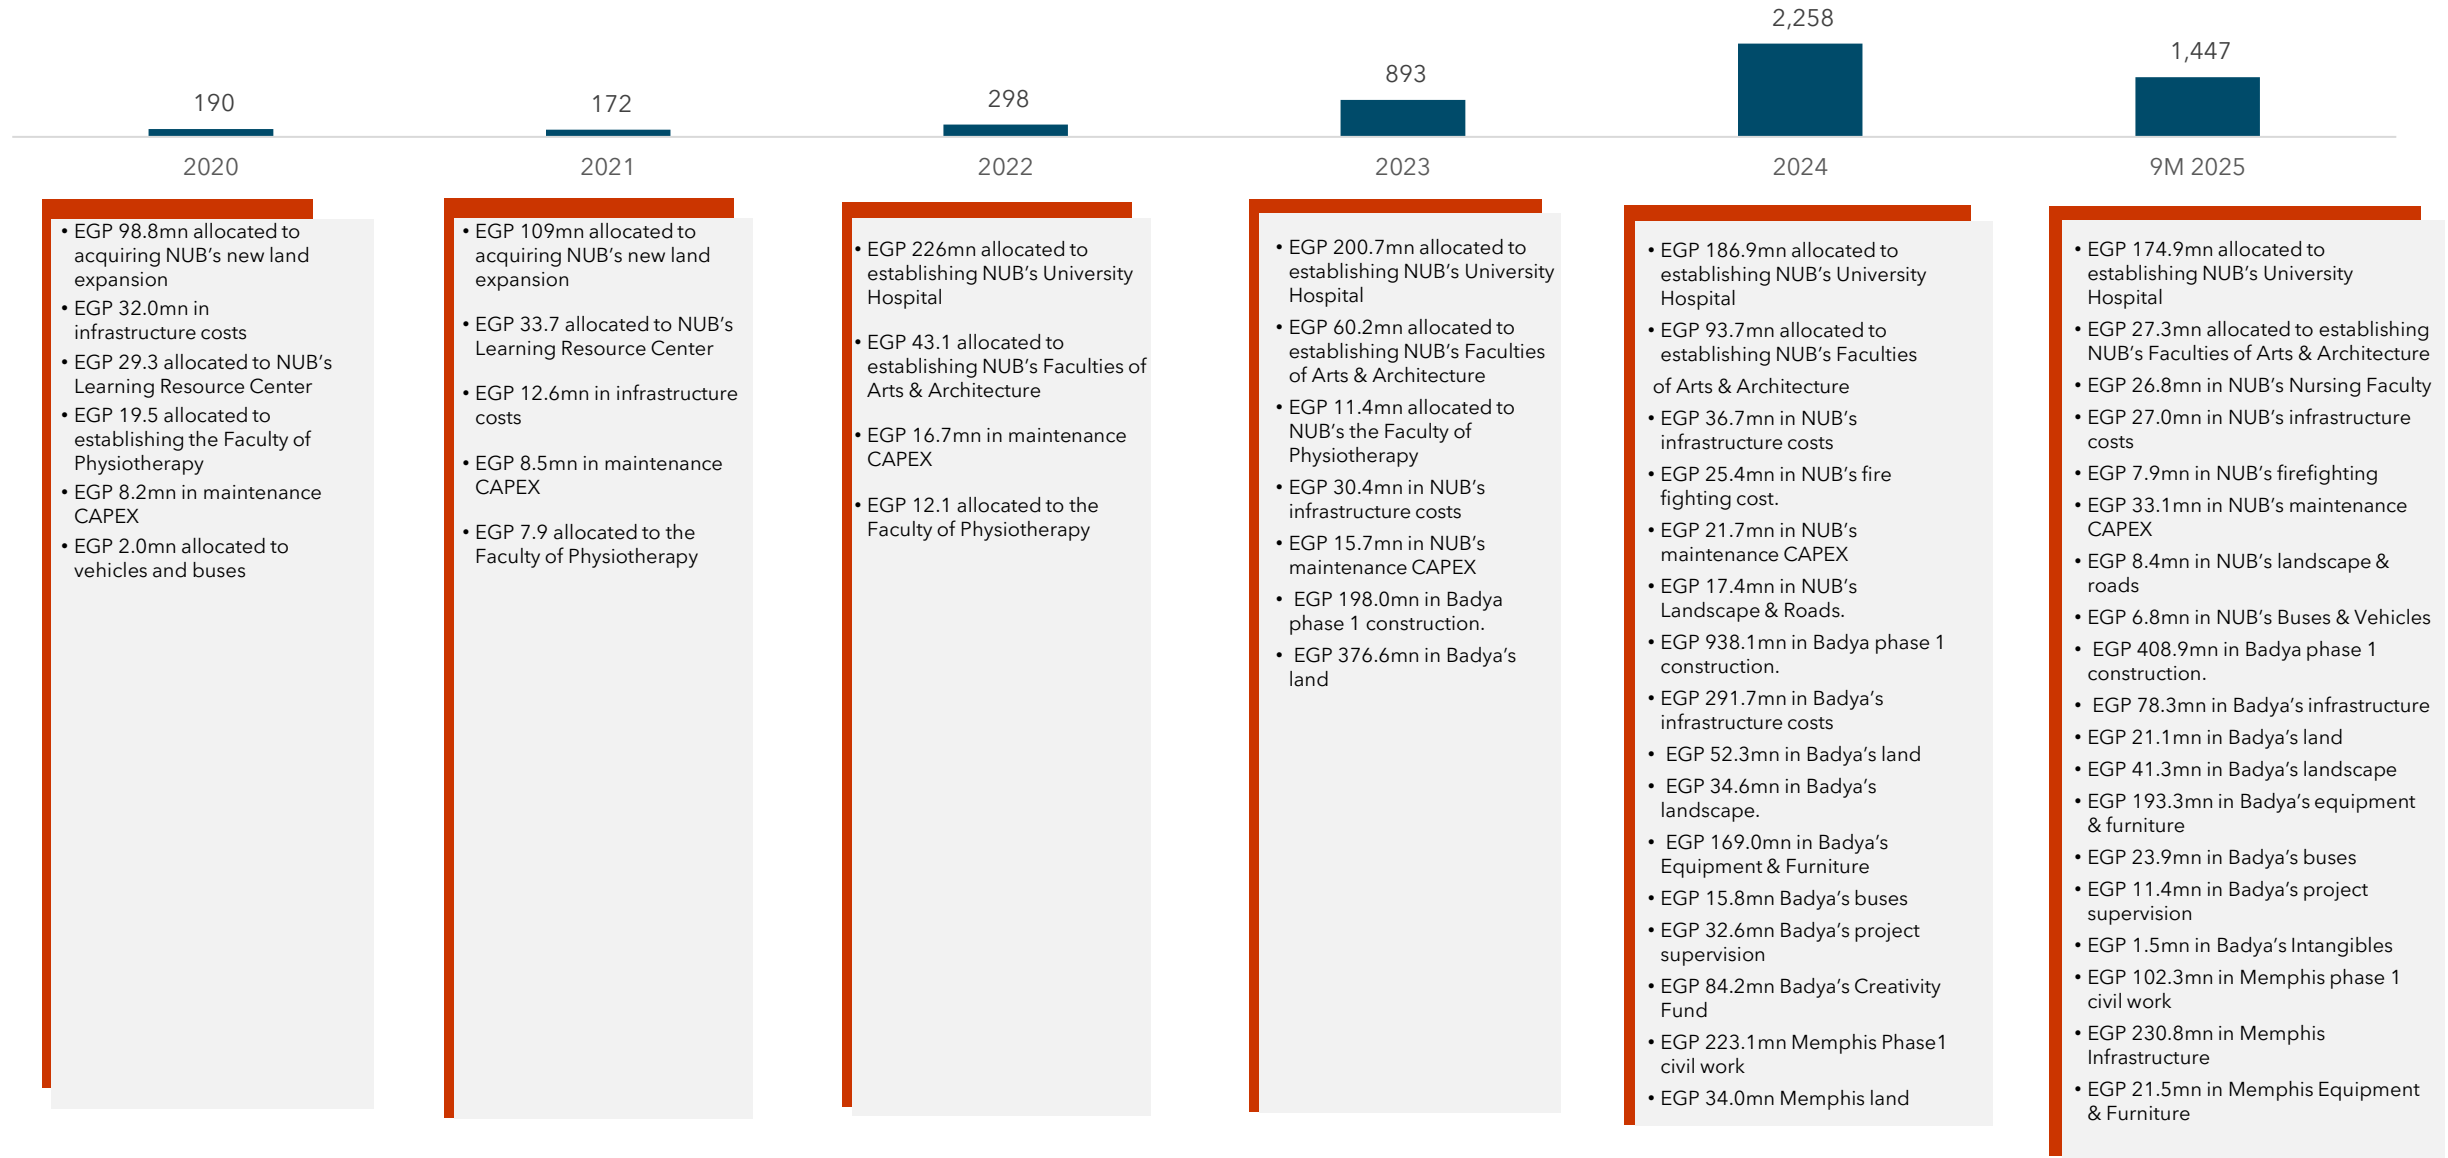 190
172
298
893
2,258
1,447
2020
2021
2022
2023
2024
9M 2025
• EGP 98.8mn allocated to
acquiring NUB's new land
expansion
• EGP 32.0mn in
infrastructure costs
• EGP 29.3 allocated to NUB's
Learning Resource Center
• EGP 19.5 allocated to
establishing the Faculty of
Physiotherapy
• EGP 8.2mn in maintenance
CAPEX
• EGP 2.0mn allocated to
vehicles and buses
• EGP 109mn allocated to
acquiring NUB's new land
expansion
• EGP 33.7 allocated to NUB's
Learning Resource Center
• EGP 12.6mn in infrastructure
costs
• EGP 8.5mn in maintenance
CAPEX
• EGP 7.9 allocated to the
Faculty of Physiotherapy
• EGP 226mn allocated to
establishing NUB's University
Hospital
• EGP 43.1 allocated to
establishing NUB's Faculties of
Arts & Architecture
• EGP 16.7mn in maintenance
CAPEX
• EGP 12.1 allocated to the
Faculty of Physiotherapy
• EGP 200.7mn allocated to
establishing NUB's University
Hospital
• EGP 60.2mn allocated to
establishing NUB's Faculties
of Arts & Architecture
• EGP 11.4mn allocated to
NUB's the Faculty of
Physiotherapy
• EGP 30.4mn in NUB's
infrastructure costs
• EGP 15.7mn in NUB's
maintenance CAPEX
• EGP 198.0mn in Badya
phase 1 construction.
• EGP 376.6mn in Badya's
land
• EGP 186.9mn allocated to
establishing NUB's University
Hospital
• EGP 93.7mn allocated to
establishing NUB's Faculties
of Arts & Architecture
• EGP 36.7mn in NUB's
infrastructure costs
• EGP 25.4mn in NUB's fire
fighting cost.
• EGP 21.7mn in NUB's
maintenance CAPEX
• EGP 17.4mn in NUB's
Landscape & Roads.
• EGP 938.1mn in Badya phase 1
construction.
• EGP 291.7mn in Badya's
infrastructure costs
• EGP 52.3mn in Badya's land
• EGP 34.6mn in Badya's
landscape.
• EGP 169.0mn in Badya's
Equipment & Furniture
• EGP 15.8mn Badya's buses
• EGP 32.6mn Badya's project
supervision
• EGP 84.2mn Badya's Creativity
Fund
• EGP 223.1mn Memphis Phase1
civil work
• EGP 34.0mn Memphis land
• EGP 174.9mn allocated to
establishing NUB's University
Hospital
• EGP 27.3mn allocated to establishing
NUB's Faculties of Arts & Architecture
• EGP 26.8mn in NUB's Nursing Faculty
• EGP 27.0mn in NUB's infrastructure
costs
• EGP 7.9mn in NUB's firefighting
• EGP 33.1mn in NUB's maintenance
CAPEX
• EGP 8.4mn in NUB's landscape &
roads
• EGP 6.8mn in NUB's Buses & Vehicles
• EGP 408.9mn in Badya phase 1
construction.
• EGP 78.3mn in Badya's infrastructure
• EGP 21.1mn in Badya's land
• EGP 41.3mn in Badya's landscape
• EGP 193.3mn in Badya's equipment
& furniture
• EGP 23.9mn in Badya's buses
• EGP 11.4mn in Badya's project
supervision
• EGP 1.5mn in Badya's Intangibles
• EGP 102.3mn in Memphis phase 1
civil work
• EGP 230.8mn in Memphis
Infrastructure
• EGP 21.5mn in Memphis Equipment
& Furniture